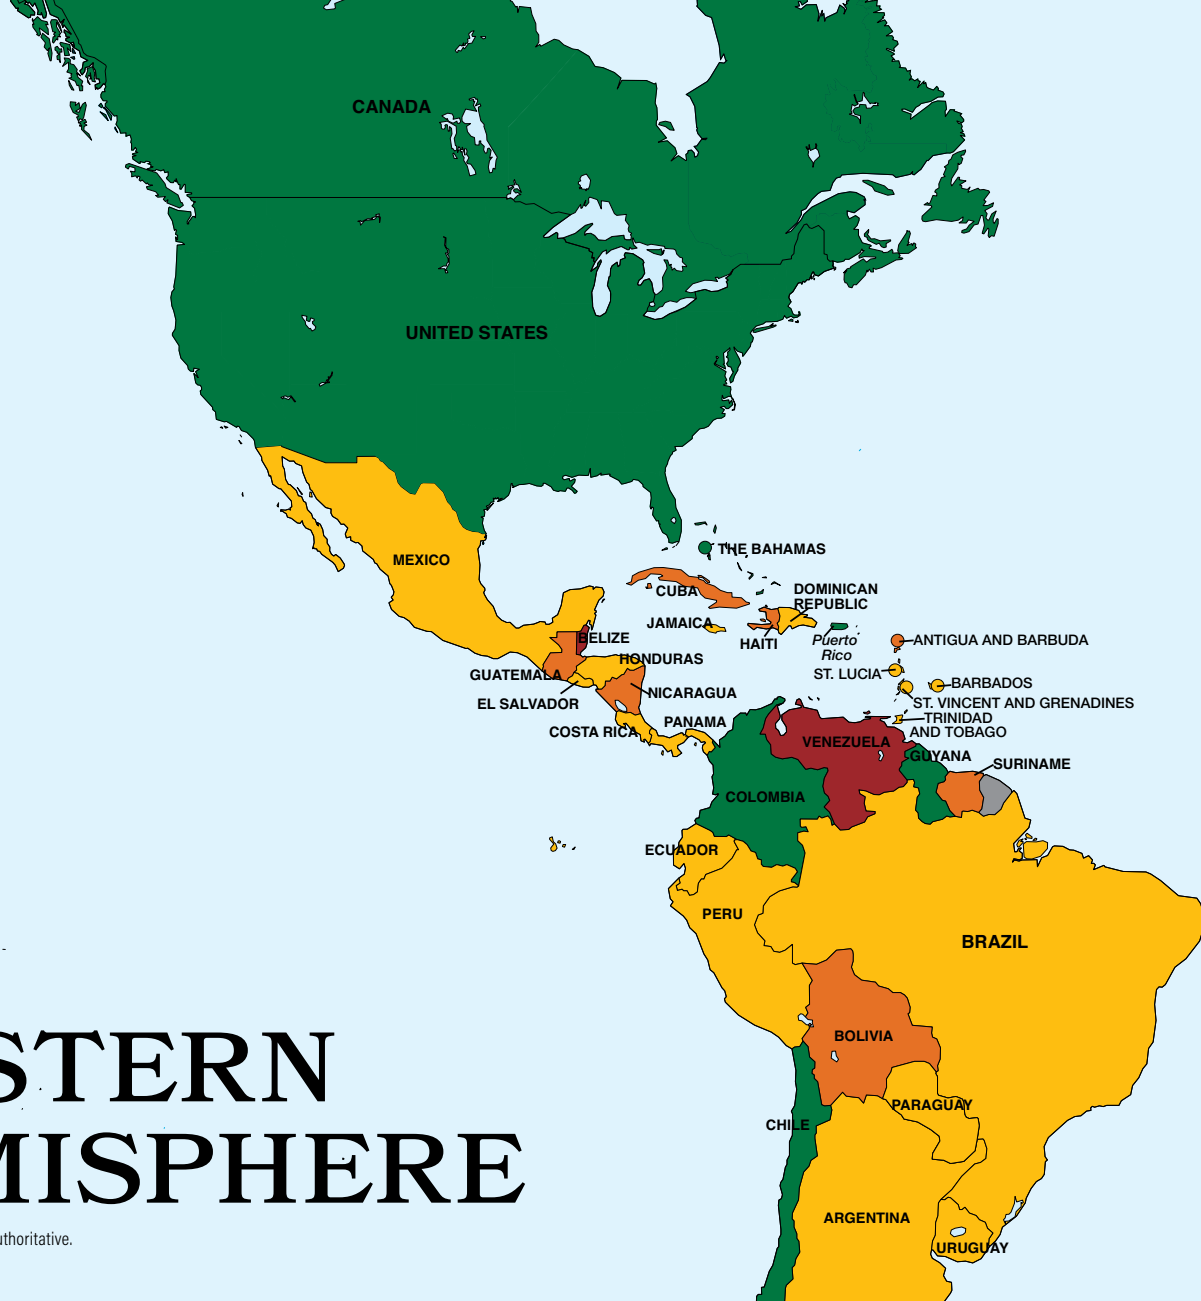 CANADA
UNITED STATES
MEXICO
THE BAHAMAS
CUBA
DOMINICAN
REPUBLIC
JAMAICA
HAITI
Puerto
Rico
BELIZE
ANTIGUA AND BARBUDA
HONDURAS
GUATEMALA
ST. LUCIA
BARBADOS
EL SALVADOR
NICARAGUA
ST. VINCENT AND GRENADINES
COSTA RICA
PANAMA
TRINIDAD
AND TOBAGO
VENEZUELA
GUYANA
SURINAME
COLOMBIA
ECUADOR
PERU
BRAZIL
BOLIVIA
PARAGUAY
CHILE
ARGENTINA
URUGUAY
STERN
MISPHERE
uthoritative.